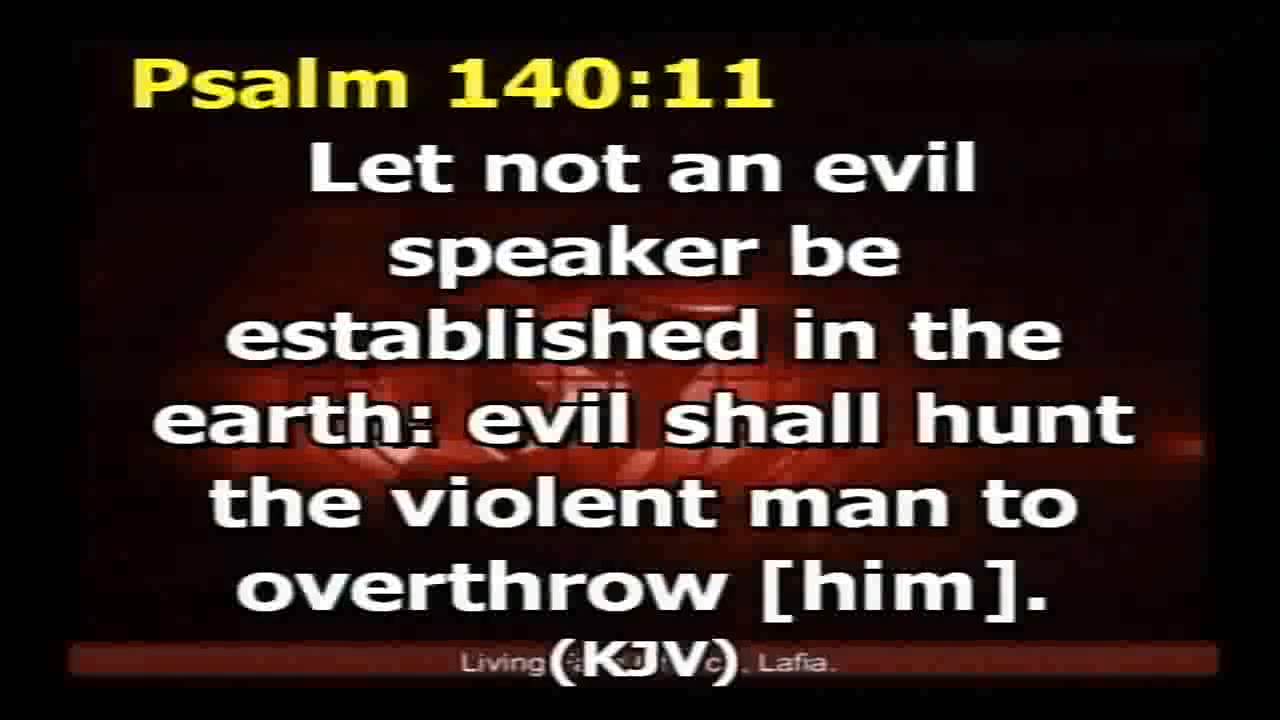 Psalm 140:11
Let not an evil
speaker be
established in the
earth: evil shall hunt
the violent man to
overthrow [him].
(KJV)
Living Lafia.